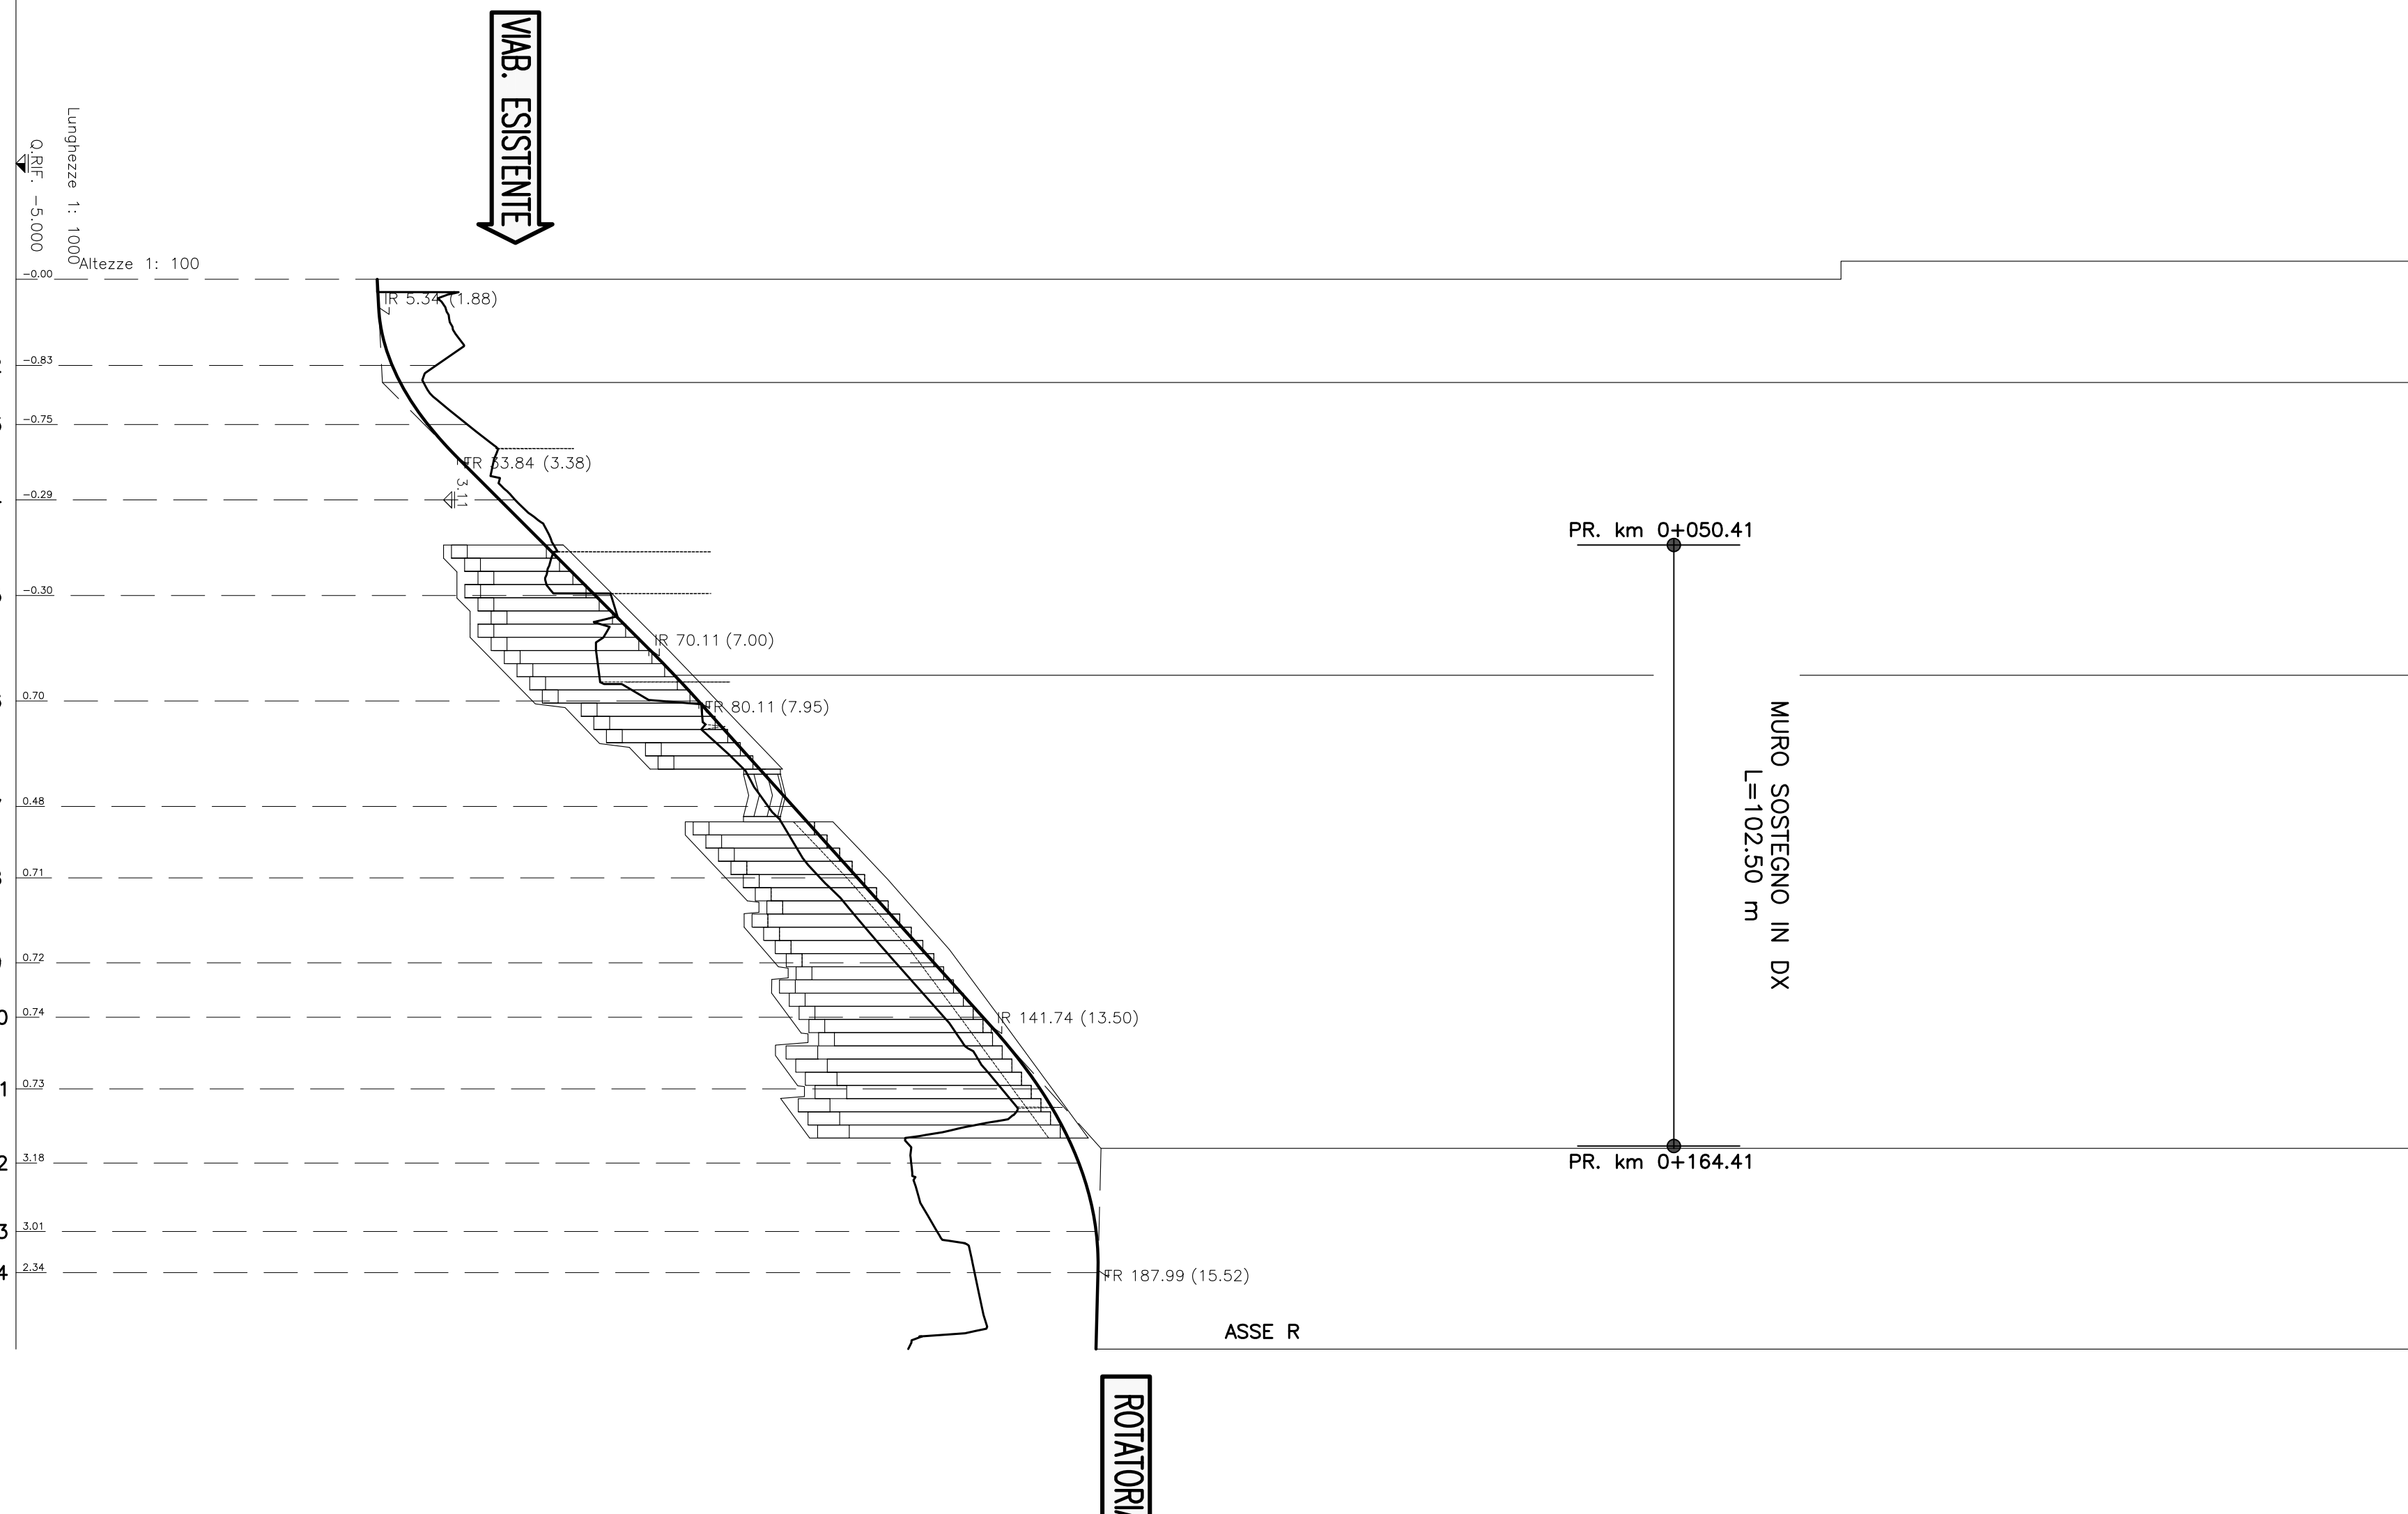 VIAB. ESISTENTE
Lunghezze 1: 1000
Q.RIF. -5.000
Altezze 1: 100
-0.00
IR 5.34 (1.88)
-0.83
-0.75
TR 33.84 (3.38)
3.11
-0.29
PR. km 0+050.41
-0.30
IR 70.11 (7.00)
0.70
TR 80.11 (7.95)
MURO SOSTEGNO IN DX
L=102.50 m
0.48
0.71
0.72
0.74
IR 141.74 (13.50)
0.73
3.18
PR. km 0+164.41
3.01
2.34
TR 187.99 (15.52)
ASSE R
ROTATORIA